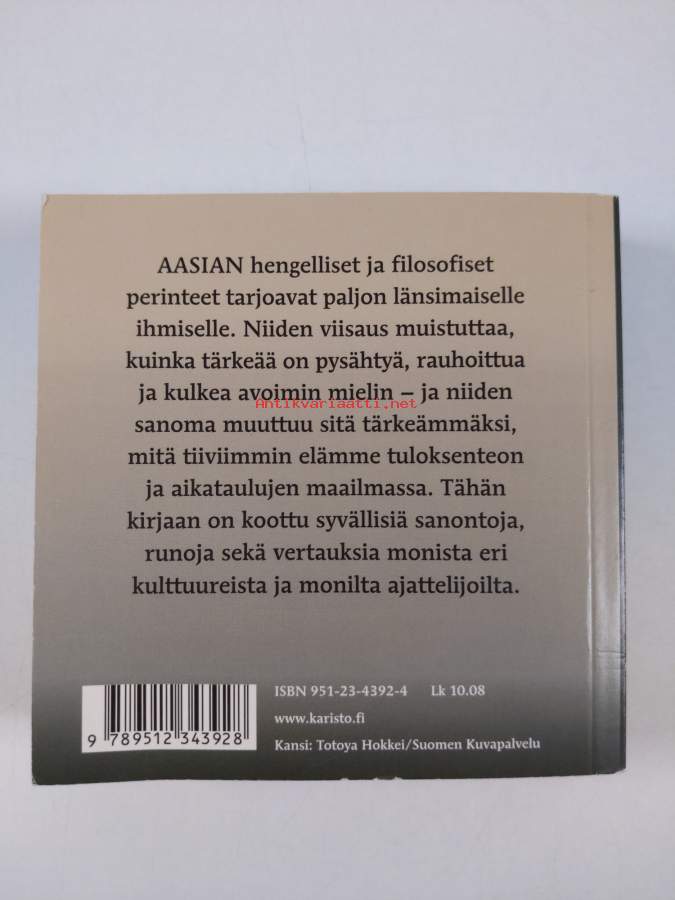 AASIAN hengelliset ja filosofiset
perinteet tarjoavat paljon länsimaiselle
ihmiselle. Niiden viisaus muistuttaa,
kuinka tärkeää on pysähtyä, rauhoittua
ja kulkea avoimin mielin – ja niiden
Antikvariaatti.net
sanoma muuttuu sitä tärkeämmäksi,
mitä tiiviimmin elämme tuloksenteon
ja aikataulujen maailmassa. Tähän
kirjaan on koottu syvällisiä sanontoja,
runoja sekä vertauksia monista eri
kulttuureista ja monilta ajattelijoilta.
ISBN 951-23-4392-4 Lk 10.08
www.karisto.fi
Kansi: Totoya Hokkei/Suomen Kuvapalvelu
9 789512 343928